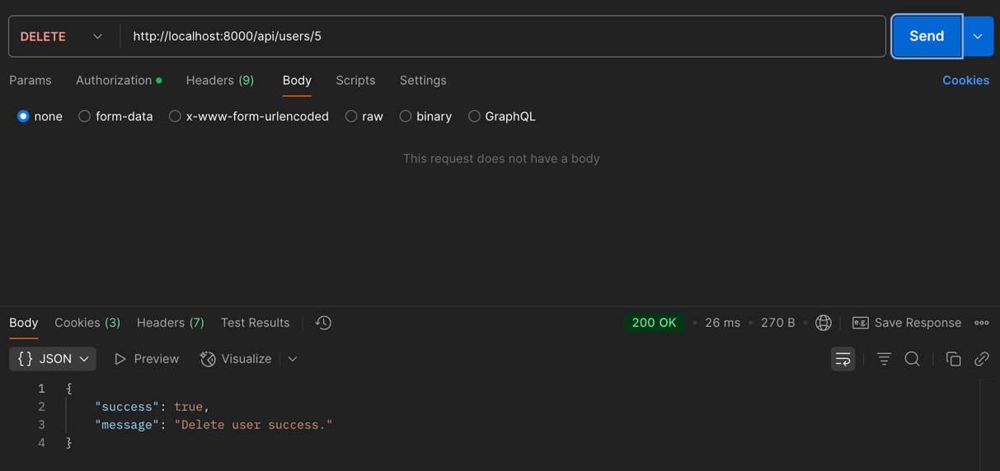 DELETE http://localhost:8000/api/users/5 Send
Params Authorization Headers (9) Body Scripts Settings Cookies
none form-data x-www-form-urlencoded raw binary GraphQL
This request does not have a body
Body Cookies (3) Headers (7) Test Results 200 OK • 26 ms • 270 B • e.g. Save Response
{} JSON Preview Visualize
1 {
2 "success": true,
3 "message": "Delete user success."
4 }